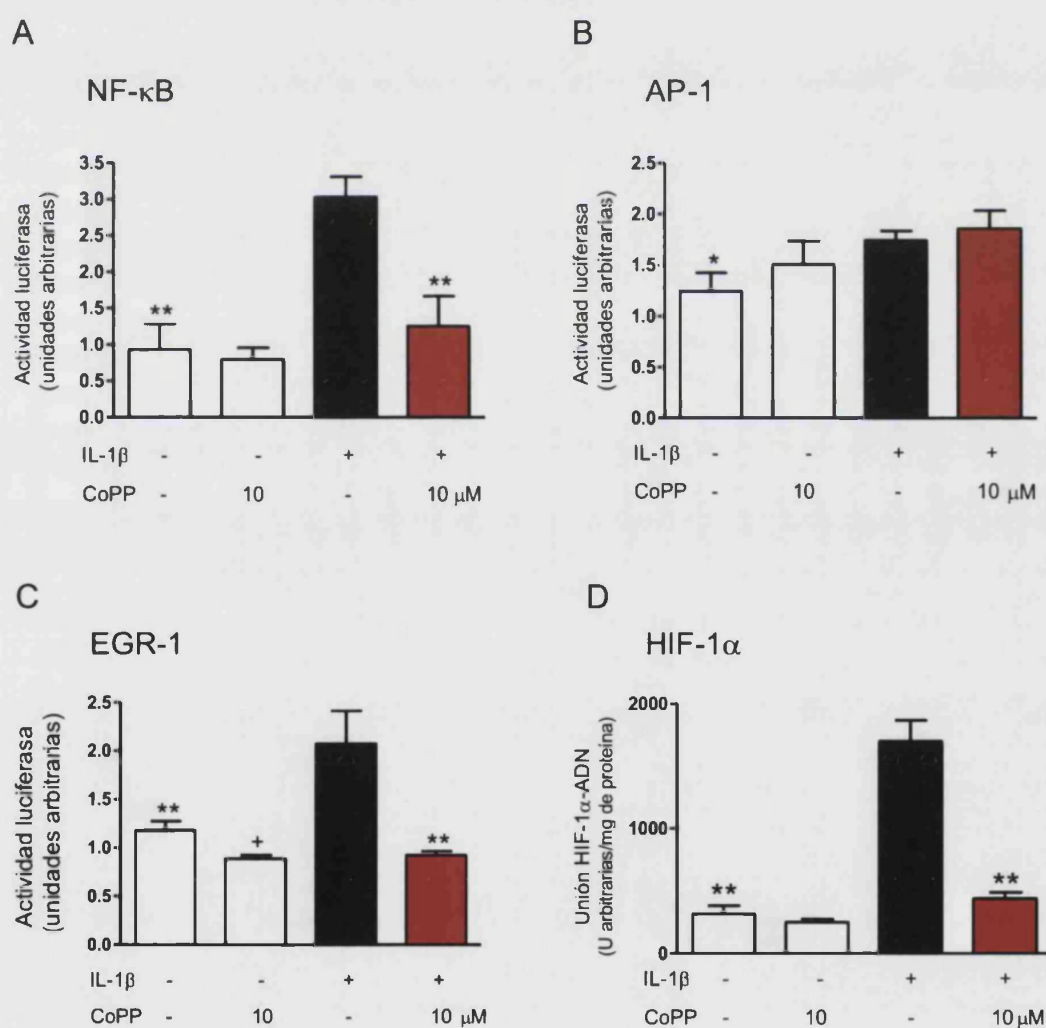 A
NF-κB
Actividad luciferasa
(unidades arbitrarias)
3.5
3.0
2.5
2.0
1.5
1.0
0.5
0.0
**
**
IL-1β - - + +
CoPP - 10 - 10 µM
B
AP-1
Actividad luciferasa
(unidades arbitrarias)
2.5
2.0
1.5
1.0
0.5
0.0
*
IL-1β - - + +
CoPP - 10 - 10 µM
C
EGR-1
Actividad luciferasa
(unidades arbitrarias)
2.5
2.0
1.5
1.0
0.5
0.0
**
+
**
IL-1β - - + +
CoPP - 10 - 10 µM
D
HIF-1α
Unión HIF-1α-ADN
(U arbitrarias/mg de proteína)
2000
1000
0
**
**
IL-1β - - + +
CoPP - 10 - 10 µM